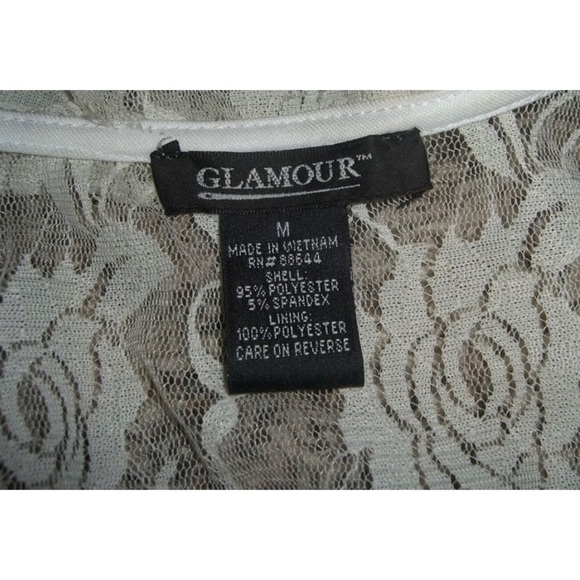 GLAMOUR™
M
MADE IN VIETNAM
RN# 88644
SHELL:
95% POLYESTER
5% SPANDEX
LINING:
100% POLYESTER
CARE ON REVERSE